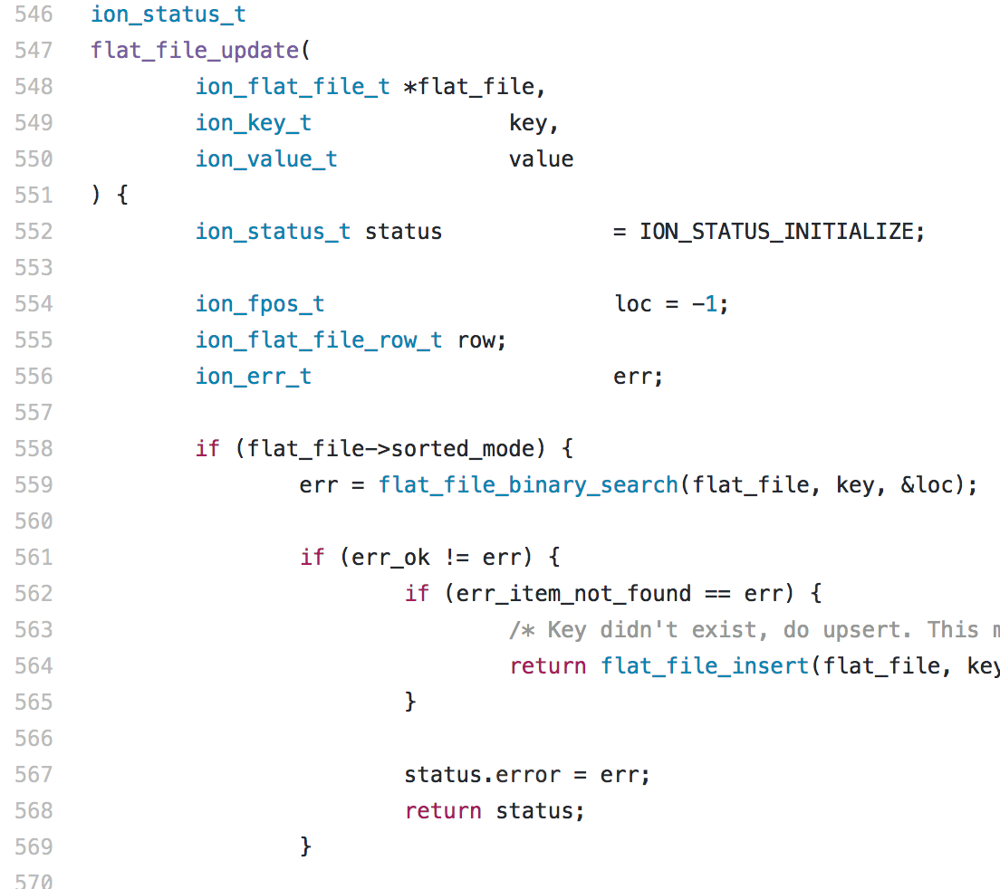 546 ion_status_t
547 flat_file_update(
548 ion_flat_file_t *flat_file,
549 ion_key_t key,
550 ion_value_t value
551 ) {
552 ion_status_t status = ION_STATUS_INITIALIZE;
553
554 ion_fpos_t loc = -1;
555 ion_flat_file_row_t row;
556 ion_err_t err;
557
558 if (flat_file->sorted_mode) {
559 err = flat_file_binary_search(flat_file, key, &loc);
560
561 if (err_ok != err) {
562 if (err_item_not_found == err) {
563 /* Key didn't exist, do upsert. This
564 return flat_file_insert(flat_file, key
565 }
566
567 status.error = err;
568 return status;
569 }
570